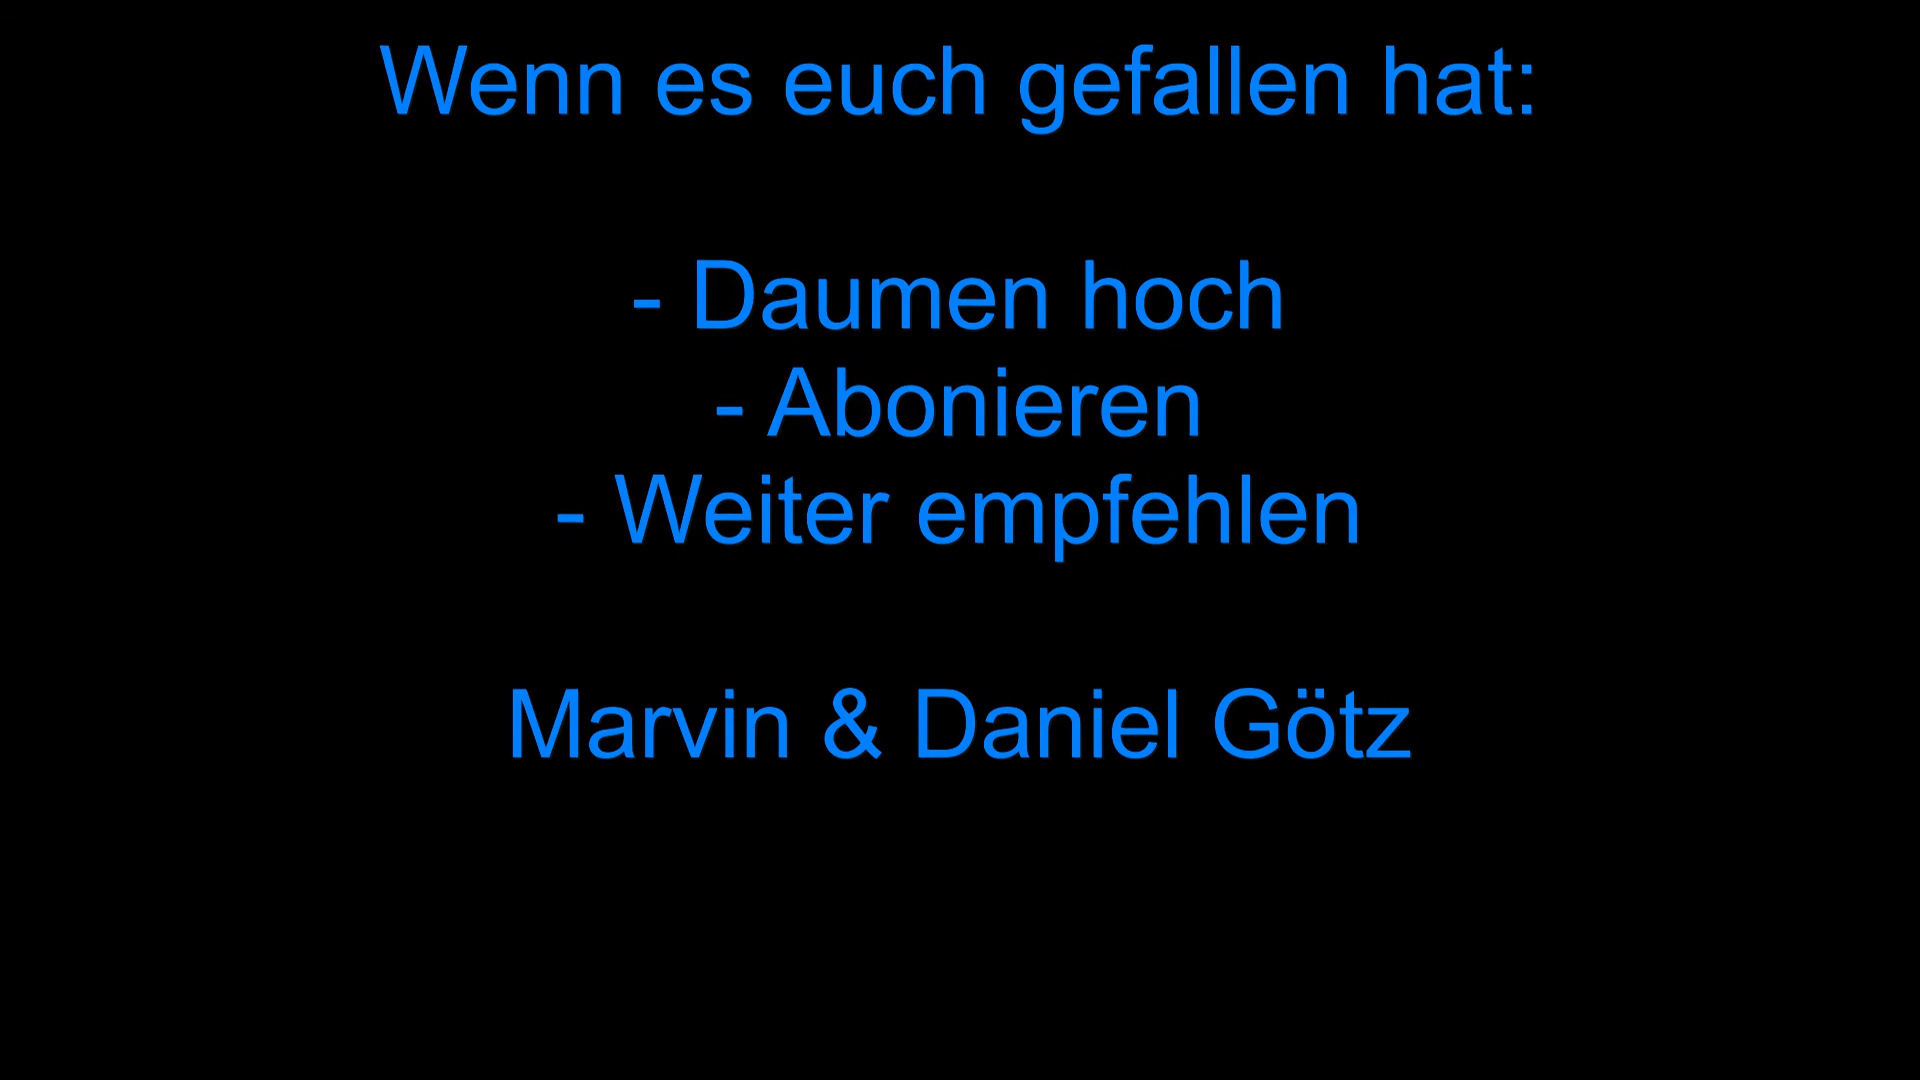 Wenn es euch gefallen hat:
- Daumen hoch
- Abonieren
- Weiter empfehlen
Marvin & Daniel Götz